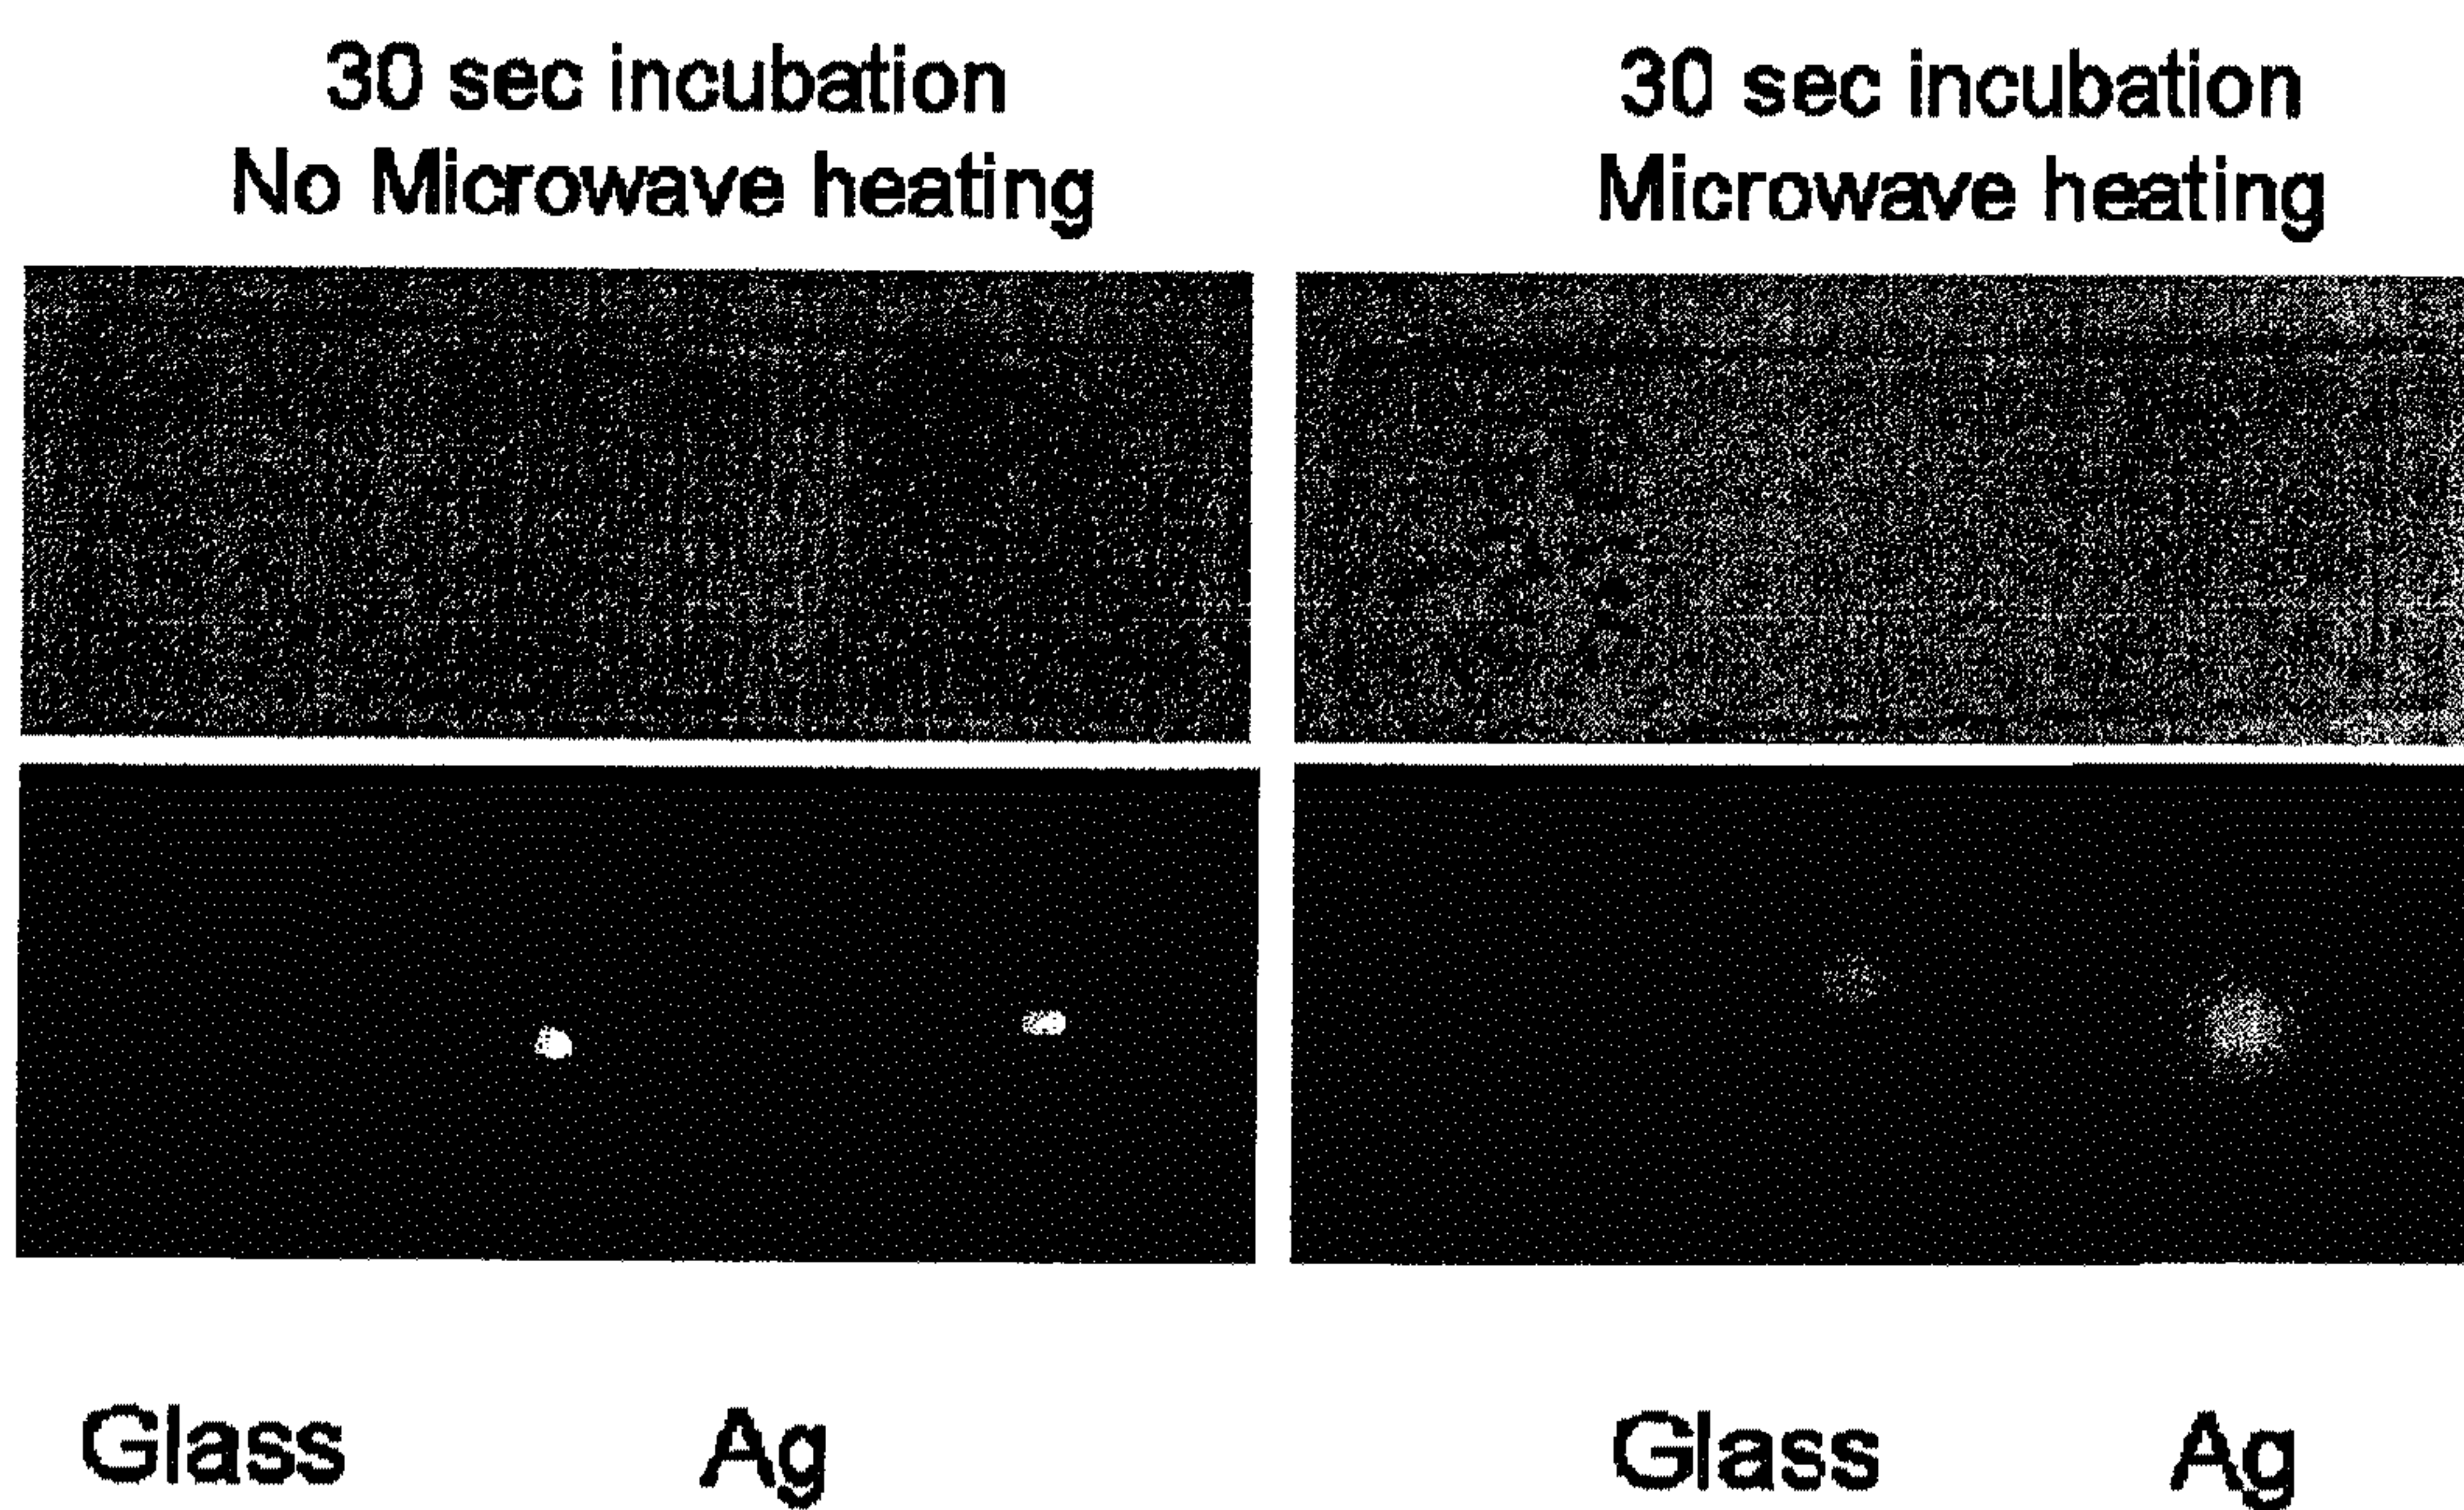 30 sec incubation
No Microwave heating
30 sec incubation
Microwave heating
Glass
Ag
Glass
Ag